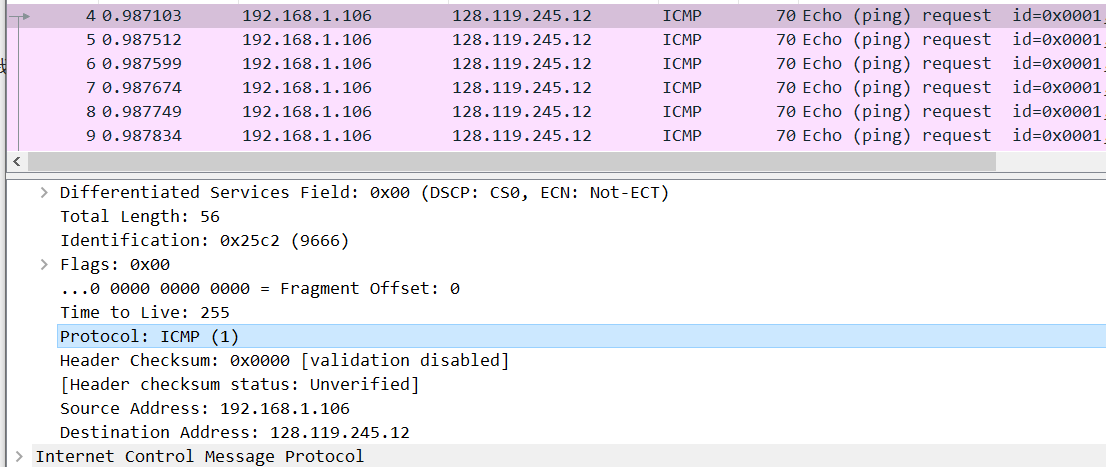 4 0.987103 192.168.1.106 128.119.245.12 ICMP 70 Echo (ping) request id=0x0001,
5 0.987512 192.168.1.106 128.119.245.12 ICMP 70 Echo (ping) request id=0x0001,
6 0.987599 192.168.1.106 128.119.245.12 ICMP 70 Echo (ping) request id=0x0001,
7 0.987674 192.168.1.106 128.119.245.12 ICMP 70 Echo (ping) request id=0x0001,
8 0.987749 192.168.1.106 128.119.245.12 ICMP 70 Echo (ping) request id=0x0001,
9 0.987834 192.168.1.106 128.119.245.12 ICMP 70 Echo (ping) request id=0x0001,
Differentiated Services Field: 0x00 (DSCP: CS0, ECN: Not-ECT)
Total Length: 56
Identification: 0x25c2 (9666)
Flags: 0x00
...0 0000 0000 0000 = Fragment Offset: 0
Time to Live: 255
Protocol: ICMP (1)
Header Checksum: 0x0000 [validation disabled]
[Header checksum status: Unverified]
Source Address: 192.168.1.106
Destination Address: 128.119.245.12
Internet Control Message Protocol